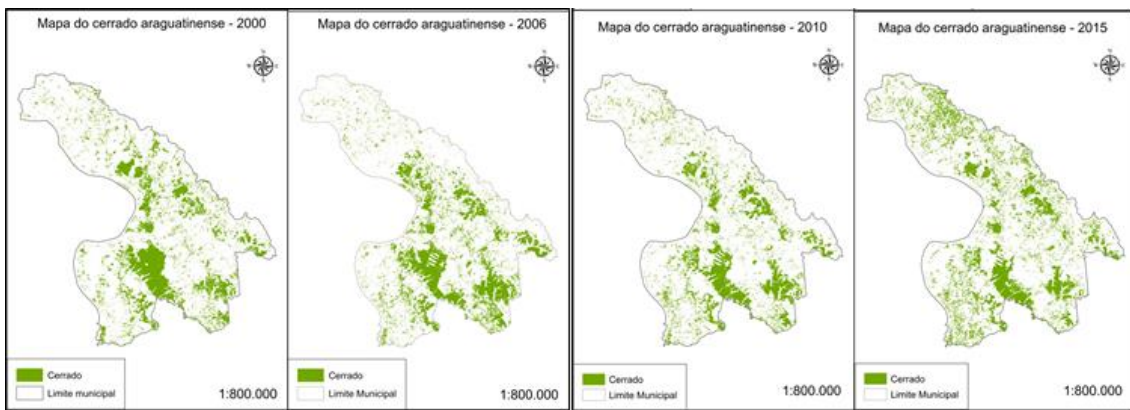 Mapa do cerrado araguatinense - 2000
Cerrado
Limite municipal
1:800.000
Mapa do cerrado araguatinense - 2006
Cerrado
Limite Municipal
1:800.000
Mapa do cerrado araguatinense - 2010
Cerrado
Limite Municipal
1:800.000
Mapa do cerrado araguatinense - 2015
Cerrado
Limite Municipal
1:800.000